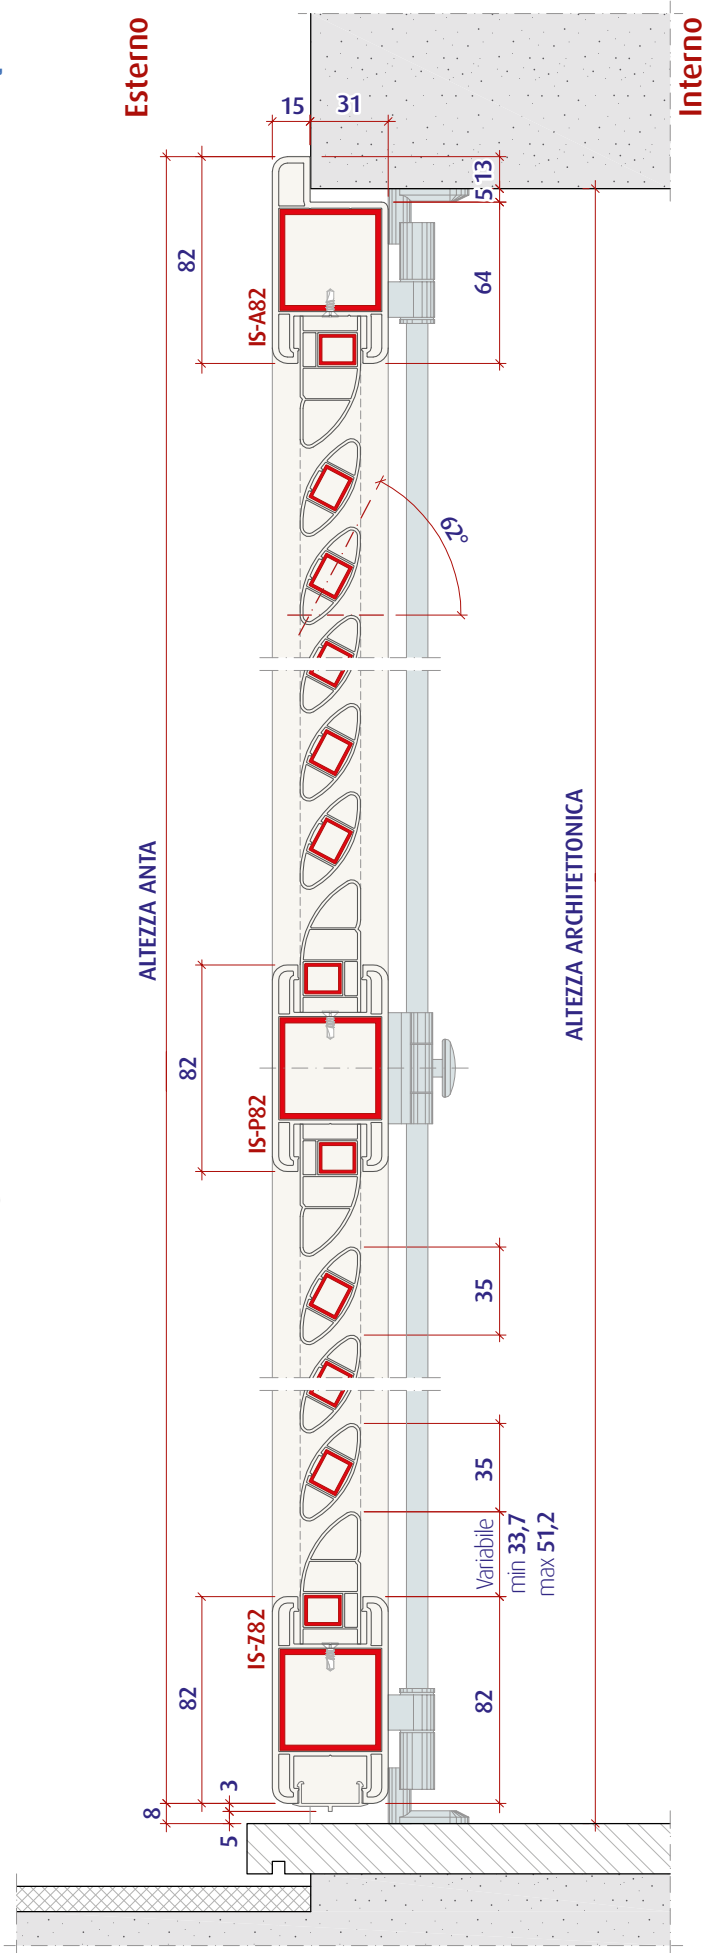 Esterno
Interno
15
31
13
5
82
64
IS-A82
62°
ALTEZZA ANTA
ALTEZZA ARCHITETTONICA
82
IS-P82
35
35
Variabile
min 33,7
max 51,2
IS-Z82
82
82
3
8
5